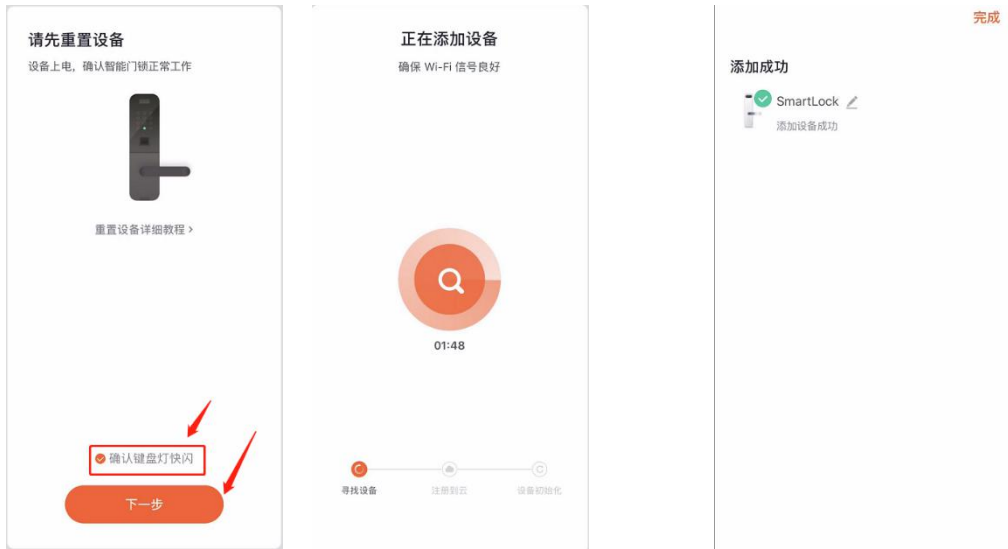 请先重置设备
设备上电，确认智能门锁正常工作
重置设备详细教程 >
确认键盘灯快闪
下一步
正在添加设备
确保 Wi-Fi 信号良好
01:48
寻找设备
注册到云
设备初始化
完成
添加成功
SmartLock
添加设备成功